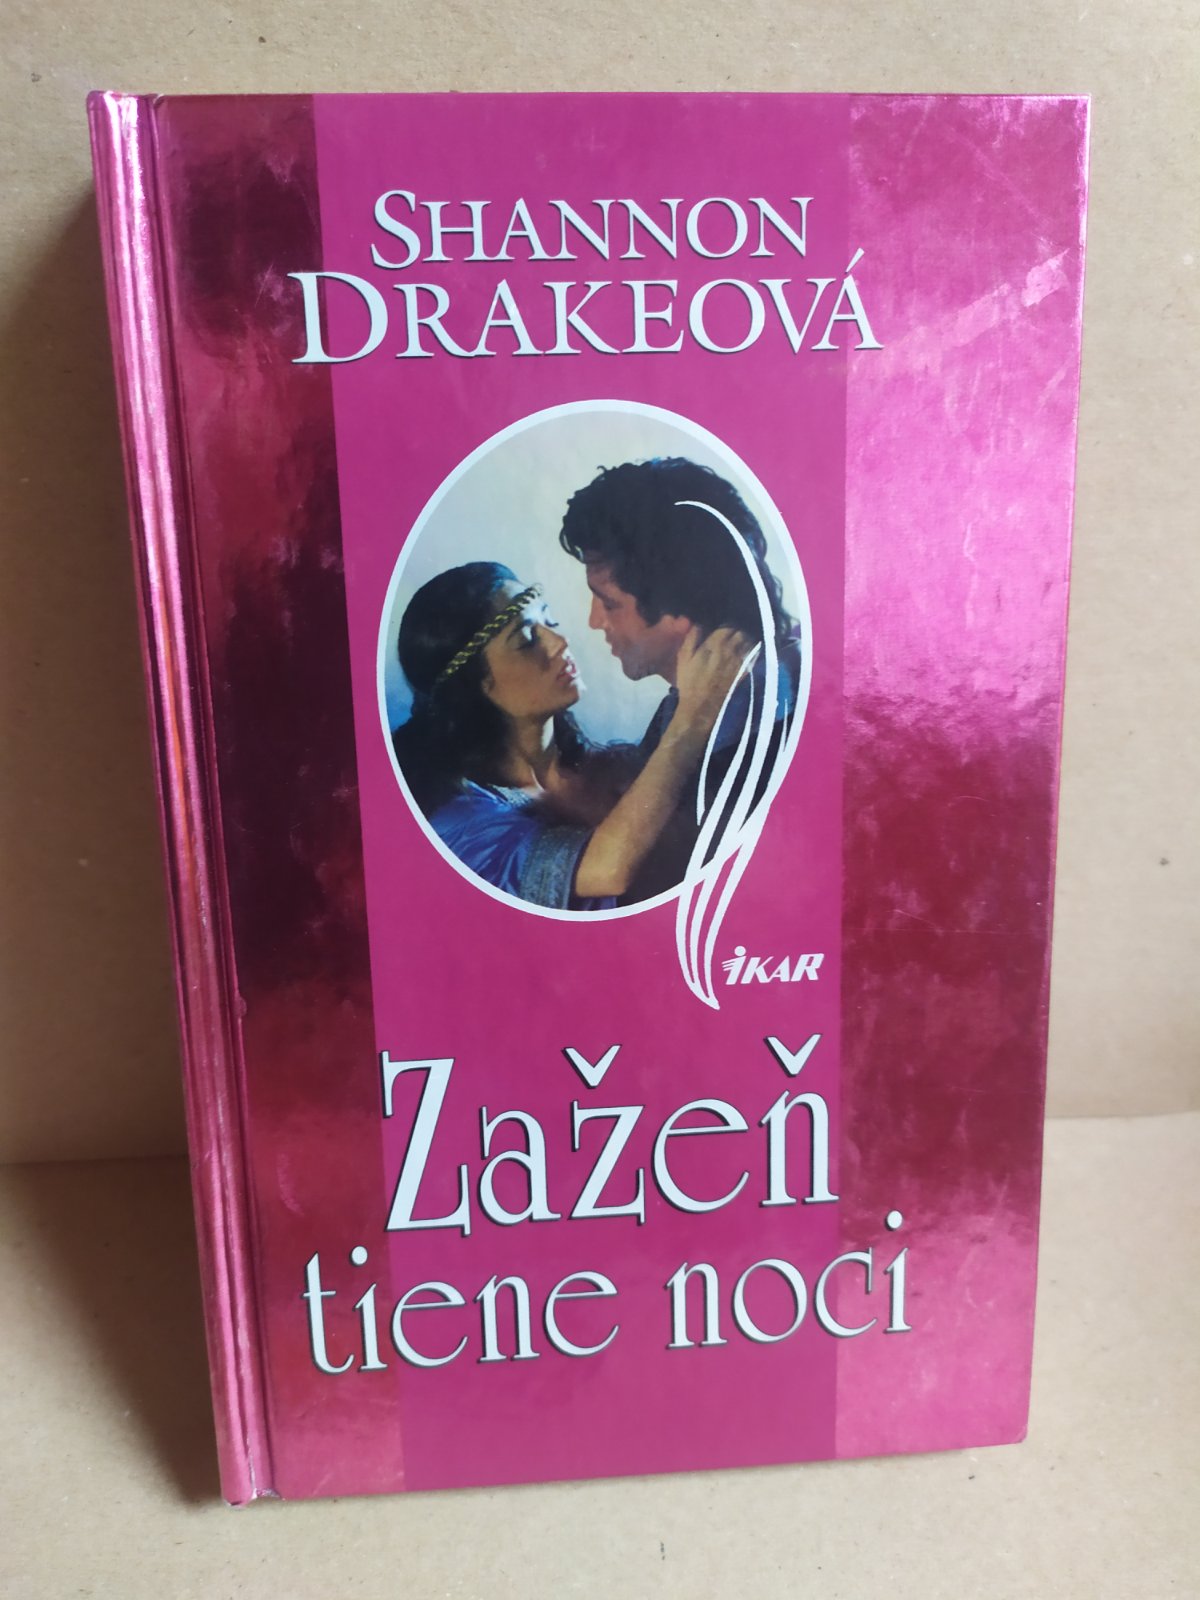 SHANNON
DRAKEOVÁ
IKAR
Zažeň
tiene noci